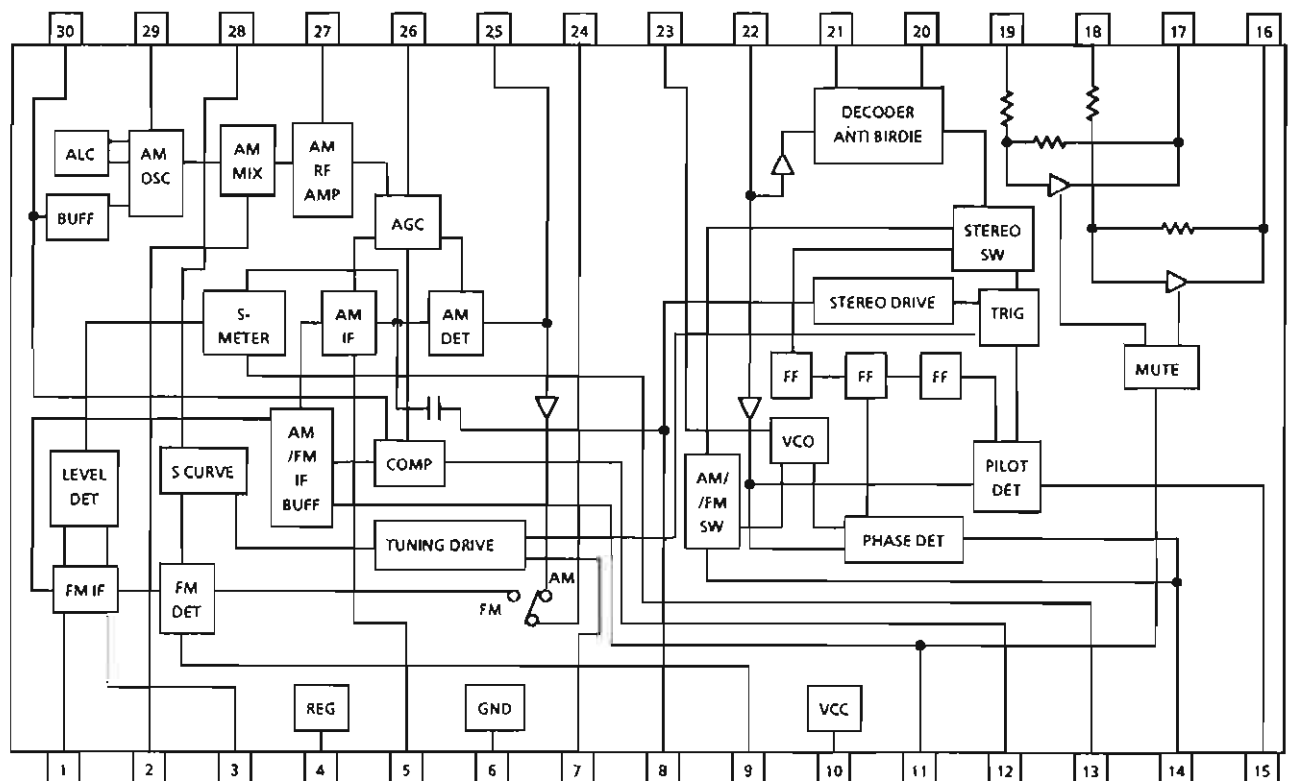 30 29 28 27 26 25 24 23 22 21 20 19 18 17 16
ALC
AM
OSC
AM
MIX
AM
RF
AMP
DECODER
ANTI BIRDIE
BUFF
AGC
STEREO
SW
S-
METER
AM
IF
AM
DET
STEREO DRIVE
TRIG
MUTE
FF
FF
FF
LEVEL
DET
S CURVE
AM
/FM
IF
BUFF
COMP
VCO
AM/
/FM
SW
PILOT
DET
TUNING DRIVE
PHASE DET
FM IF
FM
DET
FM
AM
REG
GND
VCC
1 2 3 4 5 6 7 8 9 10 11 12 13 14 15